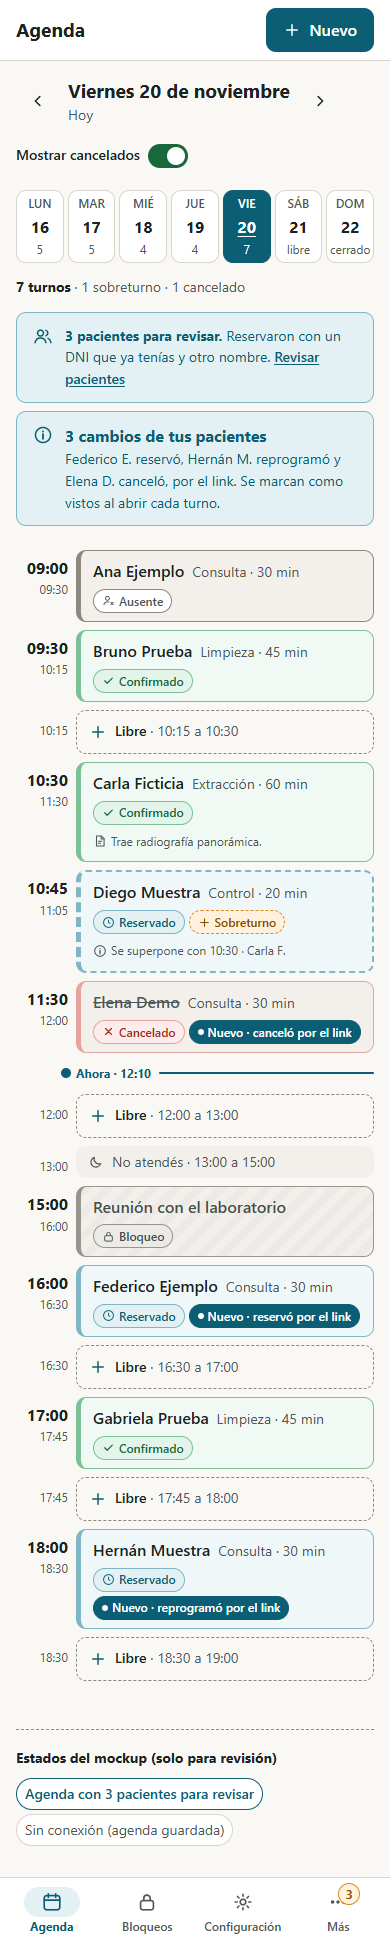 Agenda
Nuevo
Viernes 20 de noviembre
Hoy
Mostrar cancelados
LUN MAR MIÉ JUE VIE SÁB DOM
16 17 18 19 20 21 22
5 5 4 4 7 libre cerrado
7 turnos · 1 sobreturno · 1 cancelado
3 pacientes para revisar. Reservaron con un
DNI que ya tenías y otro nombre. Revisar
pacientes
3 cambios de tus pacientes
Federico E. reservó, Hernán M. reprogramó y
Elena D. canceló, por el link. Se marcan como
vistos al abrir cada turno.
09:00 Ana Ejemplo Consulta · 30 min
09:30 Ausente
09:30 Bruno Prueba Limpieza · 45 min
10:15 Confirmado
10:15 Libre · 10:15 a 10:30
10:30 Carla Ficticia Extracción · 60 min
11:30 Confirmado
Trae radiografía panorámica.
10:45 Diego Muestra Control · 20 min
11:05 Reservado Sobreturno
Se superpone con 10:30 · Carla F.
11:30 Elena Demo Consulta · 30 min
12:00 Cancelado Nuevo · canceló por el link
Ahora · 12:10
12:00 Libre · 12:00 a 13:00
13:00 No atendés · 13:00 a 15:00
15:00 Reunión con el laboratorio
16:00 Bloqueo
16:00 Federico Ejemplo Consulta · 30 min
16:30 Reservado Nuevo · reservó por el link
16:30 Libre · 16:30 a 17:00
17:00 Gabriela Prueba Limpieza · 45 min
17:45 Confirmado
17:45 Libre · 17:45 a 18:00
18:00 Hernán Muestra Consulta · 30 min
18:30 Reservado
Nuevo · reprogramó por el link
18:30 Libre · 18:30 a 19:00
Estados del mockup (solo para revisión)
Agenda con 3 pacientes para revisar
Sin conexión (agenda guardada)
3
Agenda Bloqueos Configuración Más